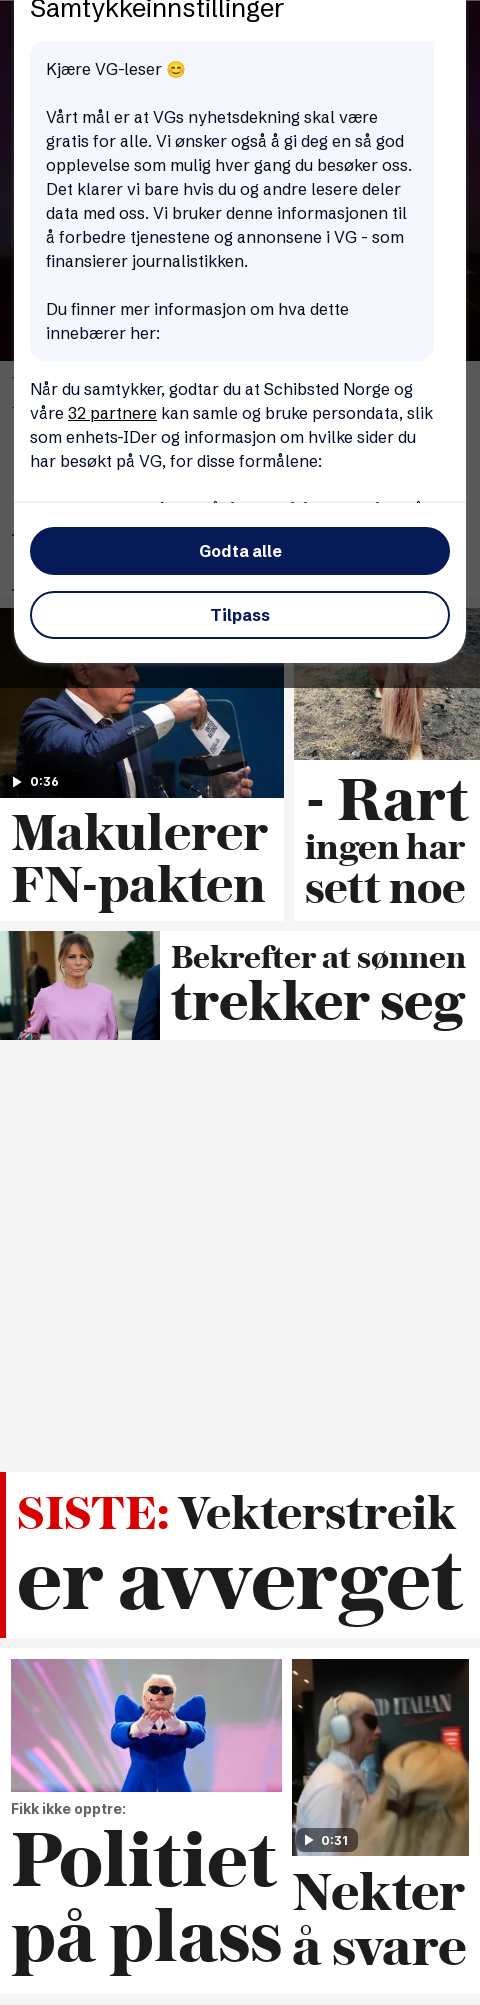 Samtykkeinnstillinger
Kjære VG-leser 😊
Vårt mål er at VGs nyhetsdekning skal være
gratis for alle. Vi ønsker også å gi deg en så god
opplevelse som mulig hver gang du besøker oss.
Det klarer vi bare hvis du og andre lesere deler
data med oss. Vi bruker denne informasjonen til
å forbedre tjenestene og annonsene i VG - som
finansierer journalistikken.
Du finner mer informasjon om hva dette
innebærer her:
Når du samtykker, godtar du at Schibsted Norge og
våre 32 partnere kan samle og bruke persondata, slik
som enhets-IDer og informasjon om hvilke sider du
har besøkt på VG, for disse formålene:
Godta alle
Tilpass
0:36
Makulerer
FN-pakten
- Rart
ingen har
sett noe
Bekrefter at sønnen
trekker seg
SISTE: Vekterstreik
er avverget
Fikk ikke opptre:
Politiet
på plass
ND ITALIAN
0:31
Nekter
å svare